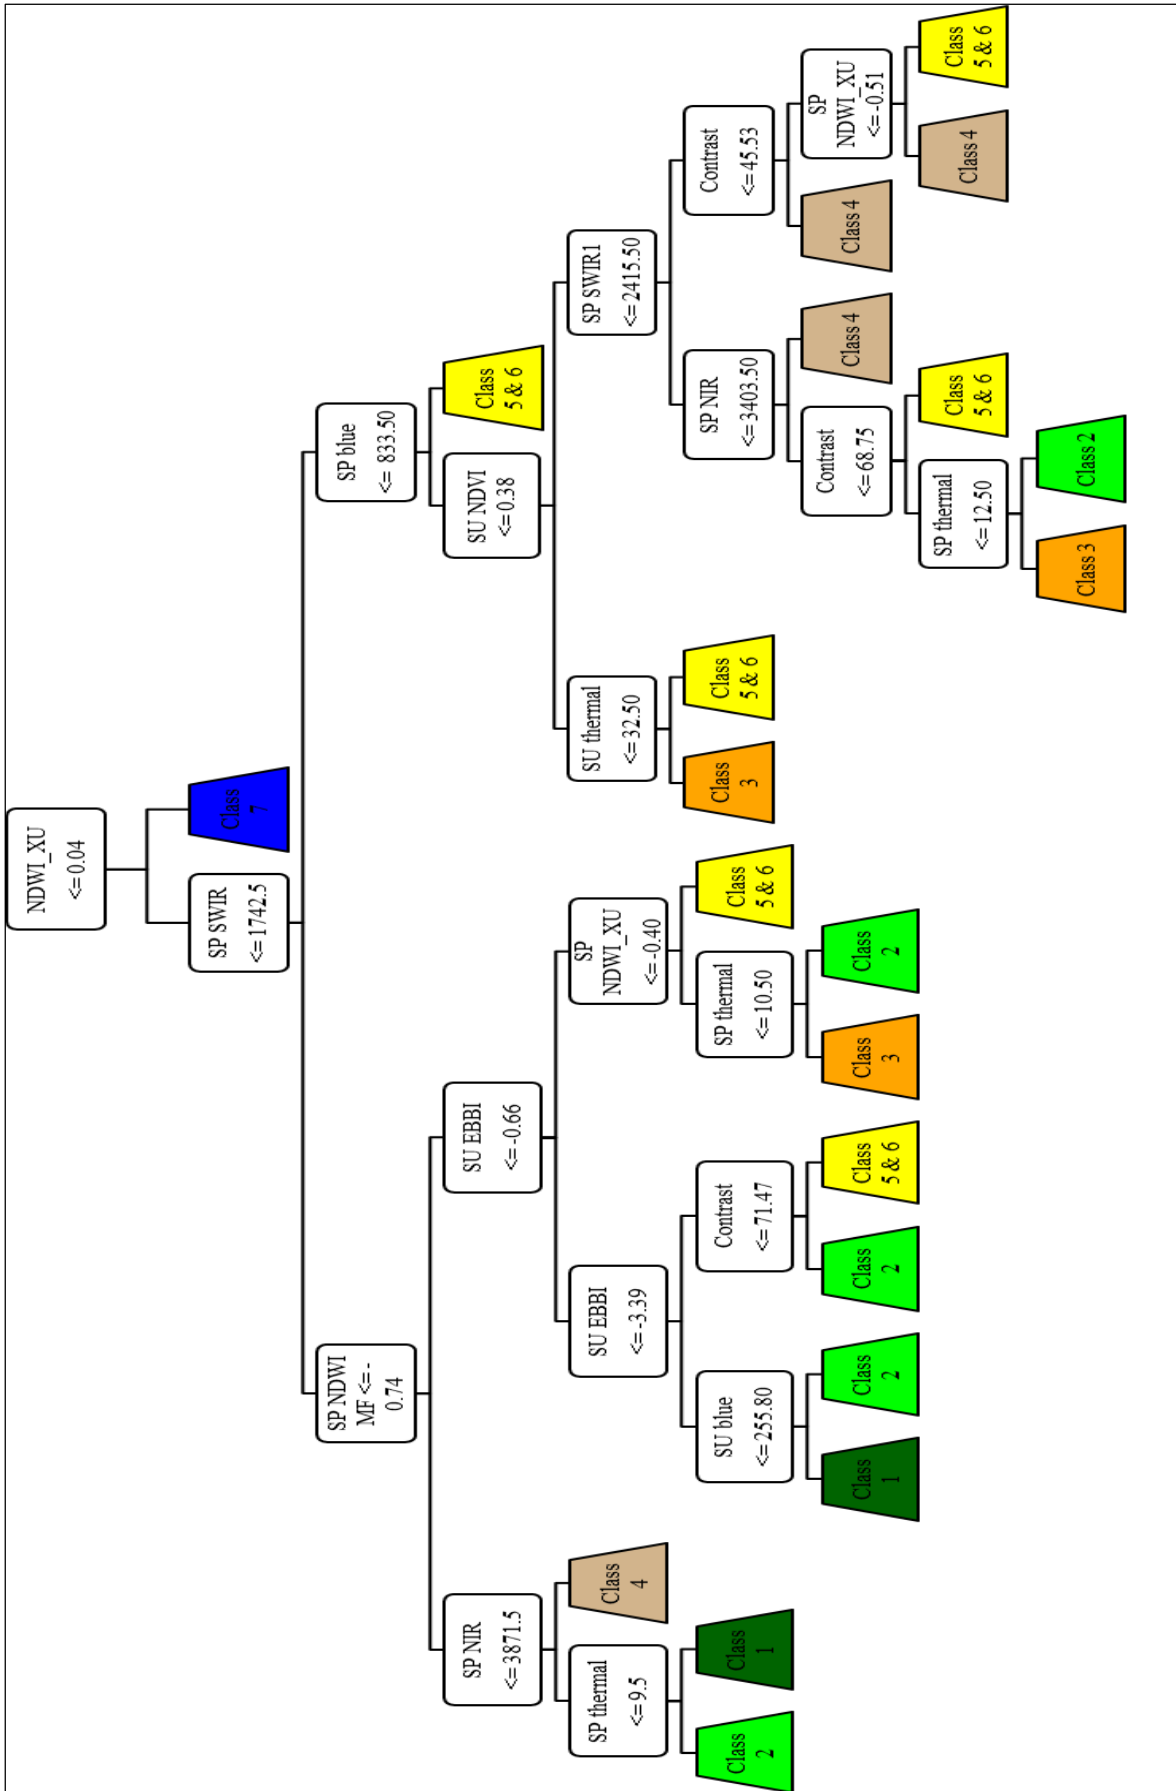 NDWI_XU
<=0.04
SP SWIR
<=1742.5
Class
7
SP NDWI
MF <=-
0.74
SP blue
<= 833.50
SP NIR
<=3871.5
SU EBBI
<=-0.66
SU NDVI
<=0.38
Class
5 & 6
SP thermal
<=9.5
Class
4
SU EBBI
<=-3.39
SP
NDWI_XU
<=-0.40
SU thermal
<=32.50
SP SWIR1
<=2415.50
Class
2
Class
1
SU blue
<=255.80
Contrast
<=71.47
SP thermal
<=10.50
Class
5 & 6
Class
3
Class
5 & 6
SP NIR
<=3403.50
Contrast
<=45.53
Class
1
Class
2
Class
2
Class
5 & 6
Class
3
Class
2
Contrast
<=68.75
Class 4
Class 4
SP
NDWI_XU
<=-0.51
SP thermal
<=12.50
Class
5 & 6
Class 4
Class
5 & 6
Class 3
Class 2